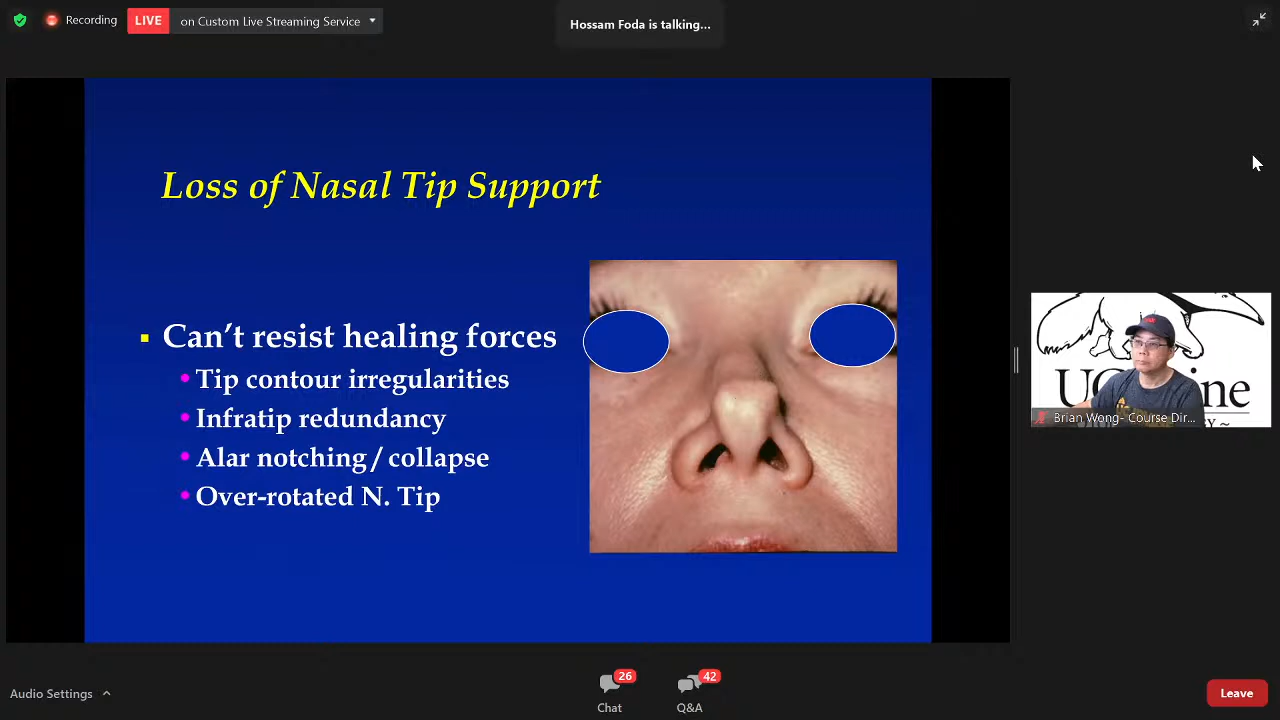 Recording
LIVE
on Custom Live Streaming Service
Hossam Foda is talking...
Loss of Nasal Tip Support
Can't resist healing forces
Tip contour irregularities
Infratip redundancy
Alar notching / collapse
Over-rotated N. Tip
Brian Wong- Course Dir...
Audio Settings
26
Chat
42
Q&A
Leave